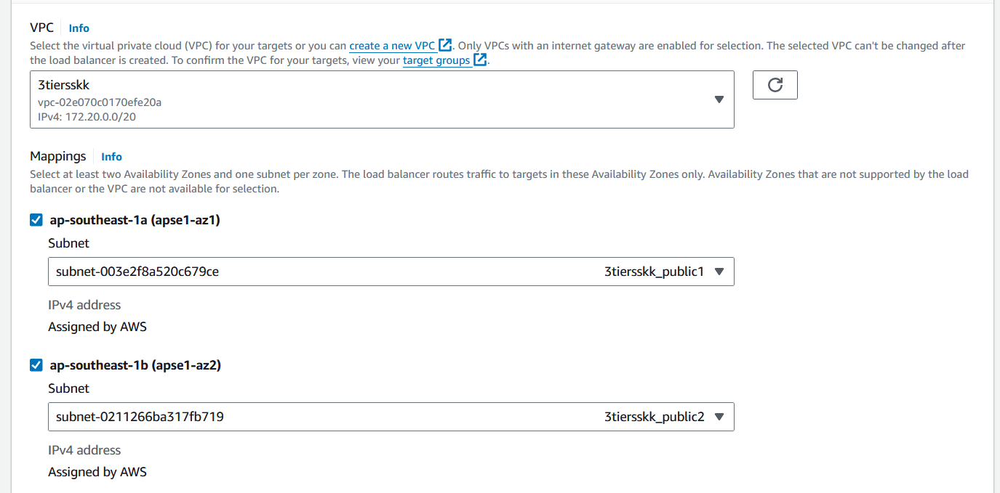 VPC Info
Select the virtual private cloud (VPC) for your targets or you can create a new VPC. Only VPCs with an internet gateway are enabled for selection. The selected VPC can't be changed after
the load balancer is created. To confirm the VPC for your targets, view your target groups.
3tiersskk
vpc-02e070c0170efe20a
IPv4: 172.20.0.0/20
Mappings Info
Select at least two Availability Zones and one subnet per zone. The load balancer routes traffic to targets in these Availability Zones only. Availability Zones that are not supported by the load
balancer or the VPC are not available for selection.
ap-southeast-1a (apse1-az1)
Subnet
subnet-003e2f8a520c679ce 3tiersskk_public1
IPv4 address
Assigned by AWS
ap-southeast-1b (apse1-az2)
Subnet
subnet-0211266ba317fb719 3tiersskk_public2
IPv4 address
Assigned by AWS